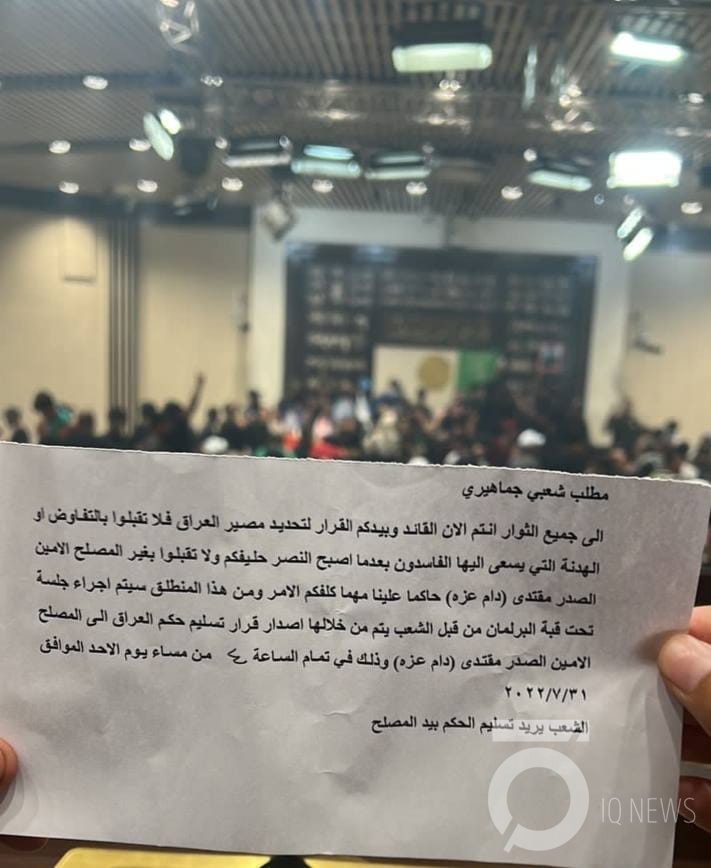 مطلب شعبي جماهيري
الى جميع الثوار انتم الان القائد وبيدكم القرار لتحديد مصير العراق فلا تقبلوا بالتفاوض او
الهدنة التي يسعى اليها الفاسدون بعدما اصبح النصر حليفكم ولا تقبلوا بغير المصلح الامين
الصدر مقتدى (دام عزه) حاكما علينا مهما كلفكم الامر ومن هذا المنطلق سيتم اجراء جلسة
تحت قبة البرلمان من قبل الشعب يتم من خلالها اصدار قرار تسليم حكم العراق الى المصلح
الامين الصدر مقتدى (دام عزه) وذلك في تمام الساعة من مساء يوم الاحد الموافق
٢٠٢٢/٧/٣١
الشعب يريد تسليم الحكم بيد المصلح
IQ NEWS